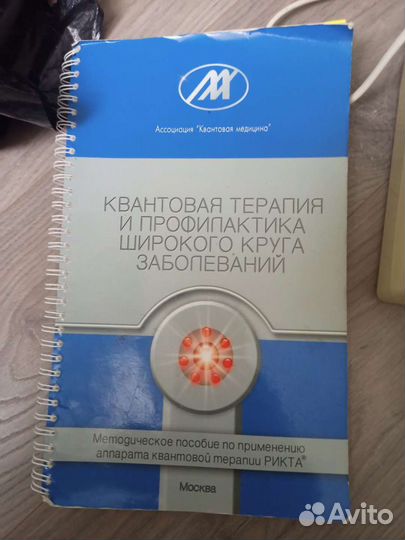 Ассоциация "Квантовая медицина"
КВАНТОВАЯ ТЕРАПИЯ
И ПРОФИЛАКТИКА
ШИРОКОГО КРУГА
ЗАБОЛЕВАНИЙ
Методическое пособие по применению
аппарата квантовой терапии РИКТА®
Москва
Avito